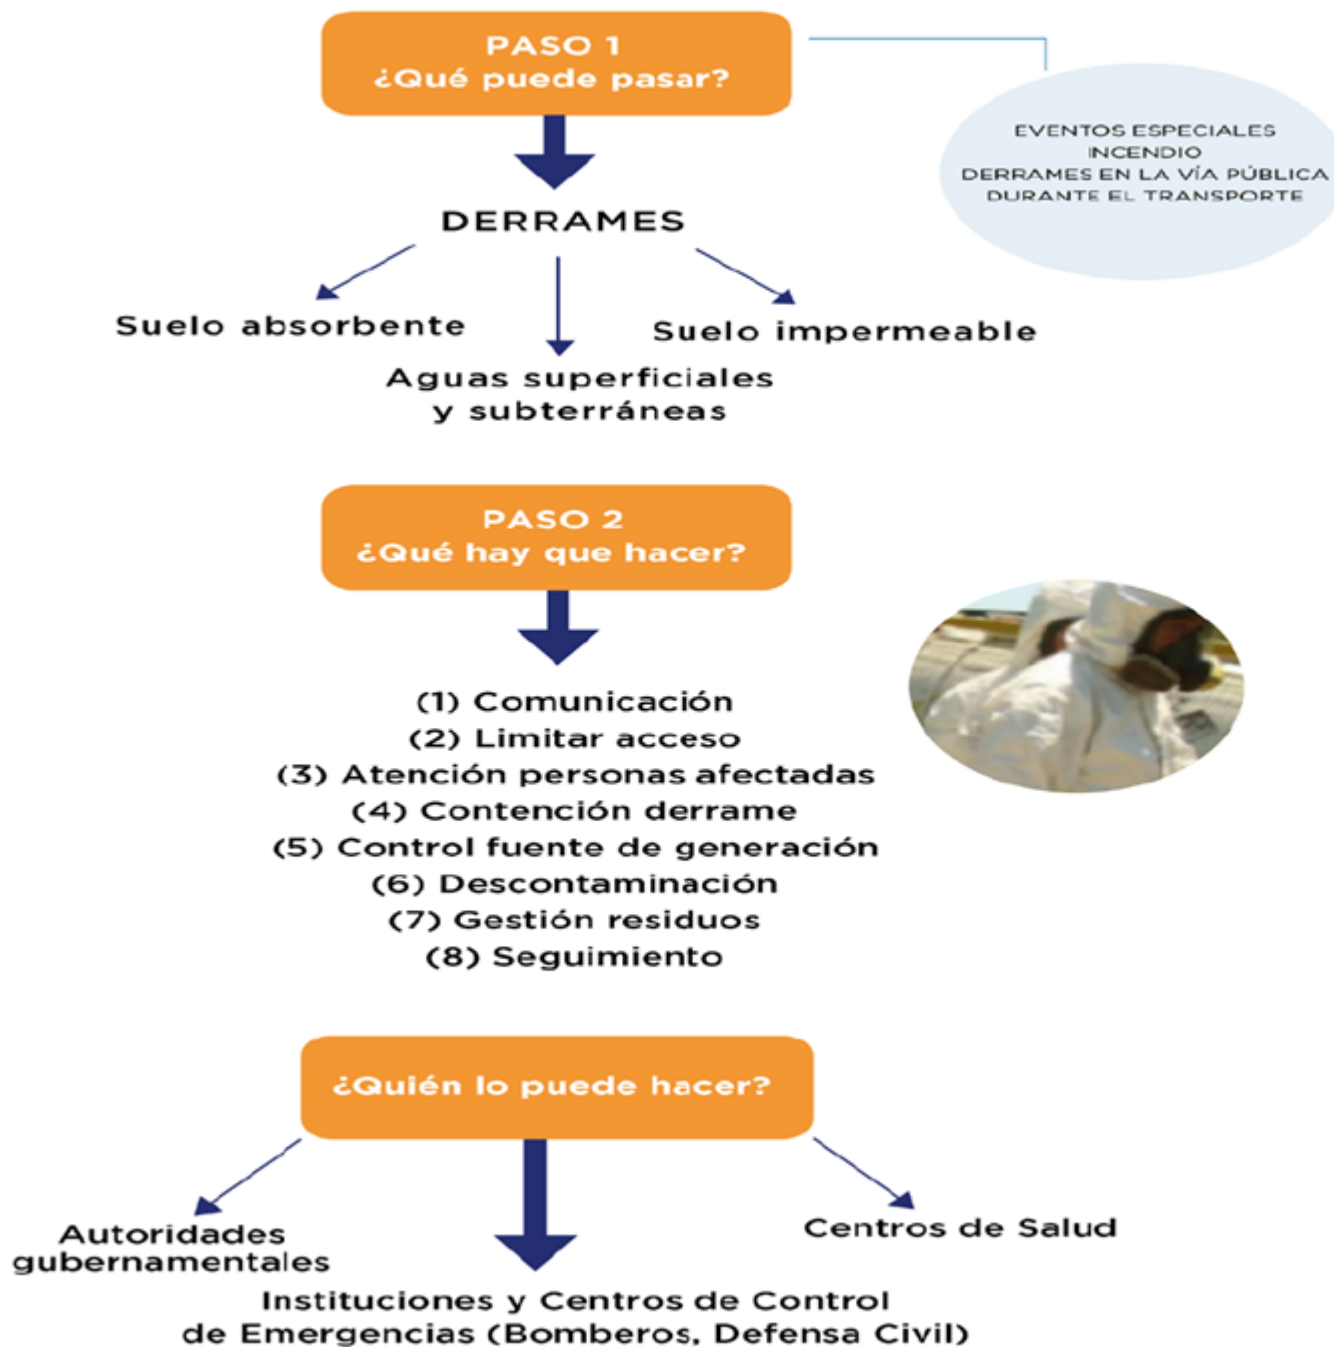 PASO 1
¿Qué puede pasar?
EVENTOS ESPECIALES
INCENDIO
DERRAMES EN LA VÍA PÚBLICA
DURANTE EL TRANSPORTE
DERRAMES
Suelo absorbente
Suelo impermeable
Aguas superficiales
y subterráneas
PASO 2
¿Qué hay que hacer?
(1) Comunicación
(2) Limitar acceso
(3) Atención personas afectadas
(4) Contención derrame
(5) Control fuente de generación
(6) Descontaminación
(7) Gestión residuos
(8) Seguimiento
¿Quién lo puede hacer?
Autoridades
gubernamentales
Centros de Salud
Instituciones y Centros de Control
de Emergencias (Bomberos, Defensa Civil)